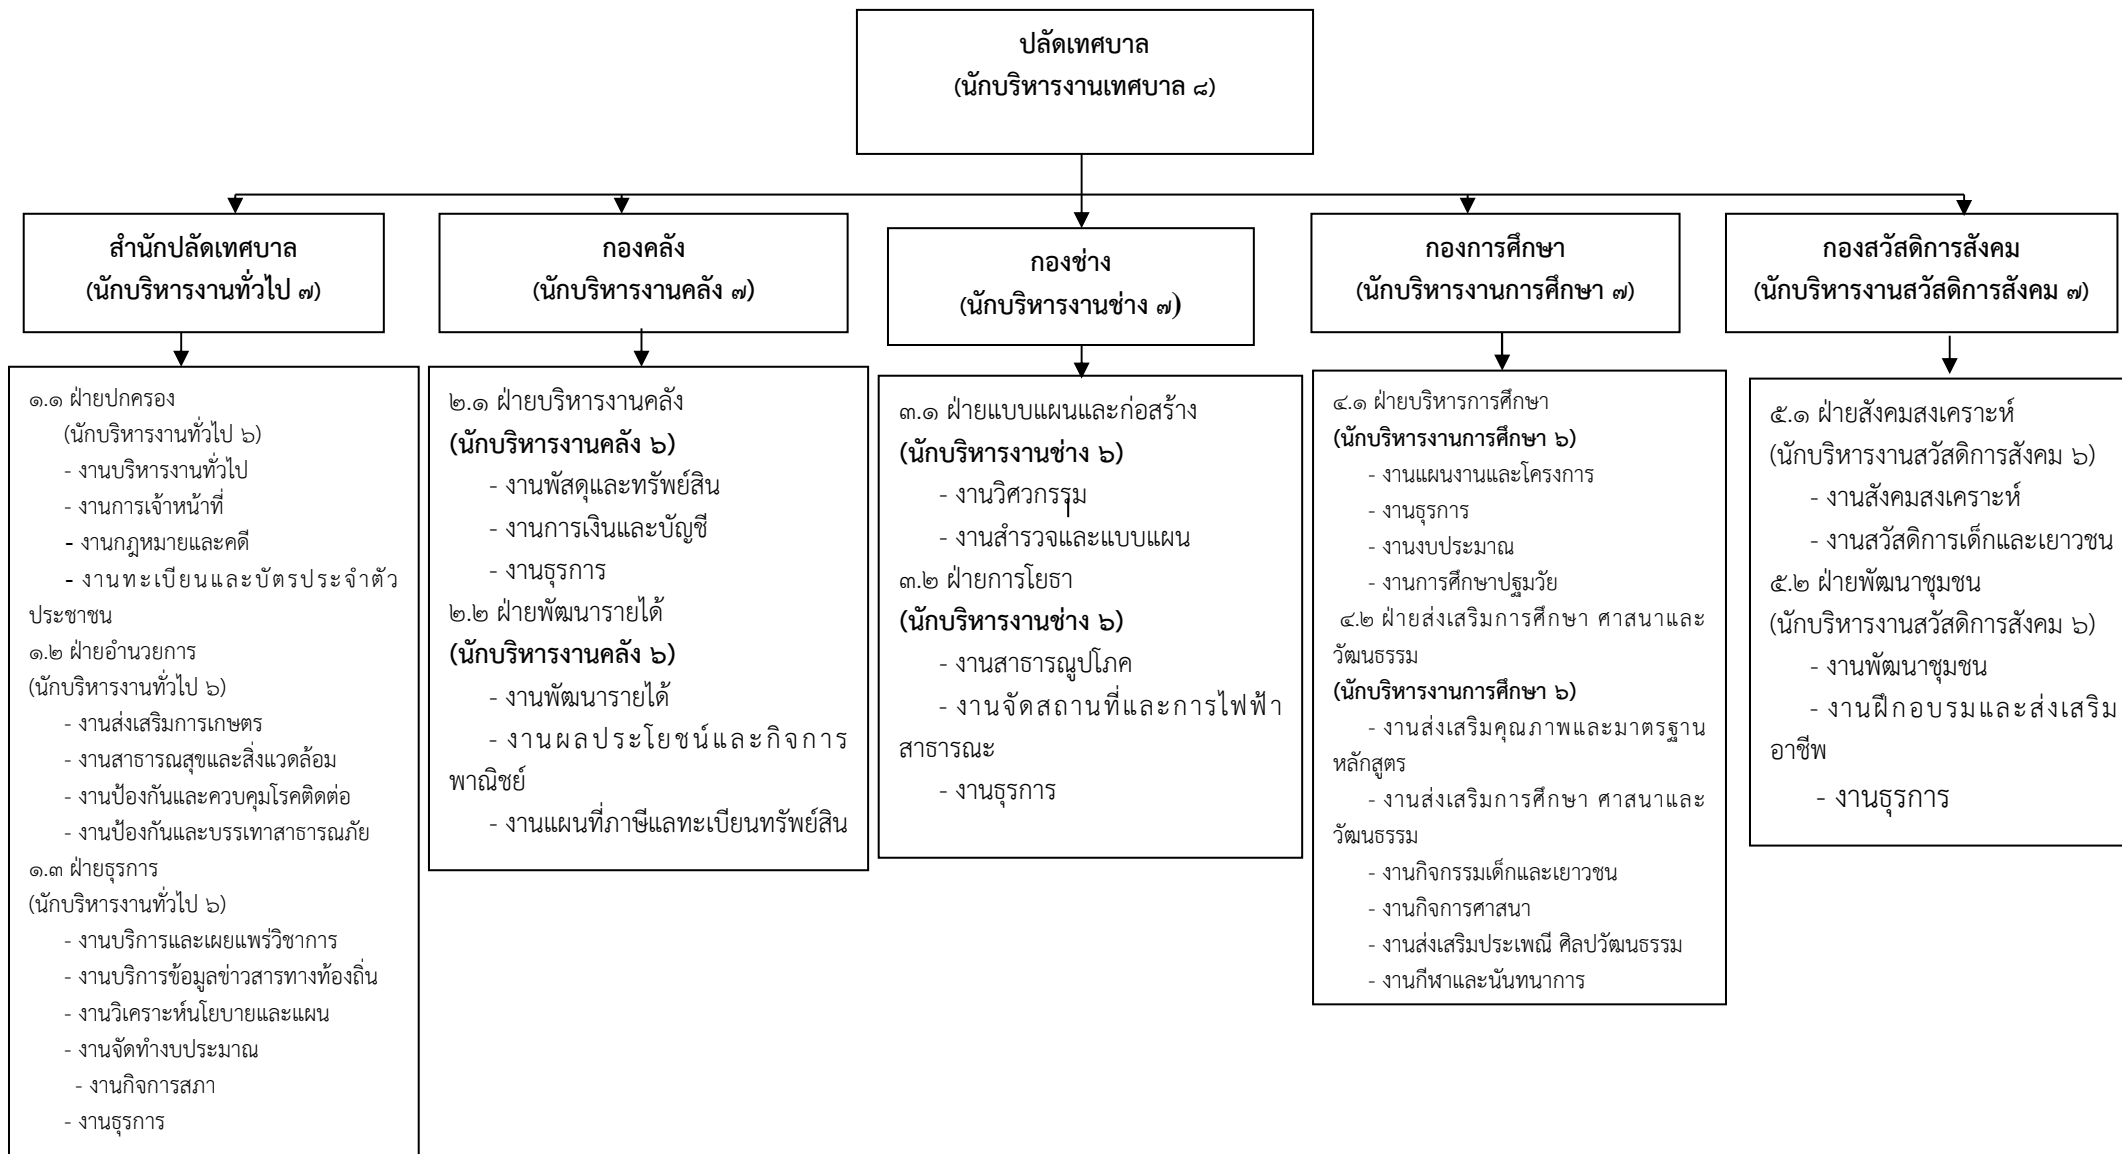 ปลัดเทศบาล
(นักบริหารงานเทศบาล ๘)
สำนักปลัดเทศบาล
(นักบริหารงานทั่วไป ๗)
กองคลัง
(นักบริหารงานคลัง ๗)
กองช่าง
(นักบริหารงานช่าง ๗)
กองการศึกษา
(นักบริหารงานการศึกษา ๗)
กองสวัสดิการสังคม
(นักบริหารงานสวัสดิการสังคม ๗)
๑.๑ ฝ่ายปกครอง
(นักบริหารงานทั่วไป ๖)
- งานบริหารงานทั่วไป
- งานการเจ้าหน้าที่
- งานกฎหมายและคดี
- งานทะเบียนและบัตรประจำตัว
ประชาชน
๑.๒ ฝ่ายอำนวยการ
(นักบริหารงานทั่วไป ๖)
- งานส่งเสริมการเกษตร
- งานสาธารณสุขและสิ่งแวดล้อม
- งานป้องกันและควบคุมโรคติดต่อ
- งานป้องกันและบรรเทาสาธารณภัย
๑.๓ ฝ่ายธุรการ
(นักบริหารงานทั่วไป ๖)
- งานบริการและเผยแพร่วิชาการ
- งานบริการข้อมูลข่าวสารทางท้องถิ่น
- งานวิเคราะห์นโยบายและแผน
- งานจัดทำงบประมาณ
- งานกิจการสภา
- งานธุรการ
๒.๑ ฝ่ายบริหารงานคลัง
(นักบริหารงานคลัง ๖)
- งานพัสดุและทรัพย์สิน
- งานการเงินและบัญชี
- งานธุรการ
๒.๒ ฝ่ายพัฒนารายได้
(นักบริหารงานคลัง ๖)
- งานพัฒนารายได้
- งานผลประโยชน์และกิจการ
พาณิชย์
- งานแผนที่ภาษีแลทะเบียนทรัพย์สิน
๓.๑ ฝ่ายแบบแผนและก่อสร้าง
(นักบริหารงานช่าง ๖)
- งานวิศวกรรม
- งานสำรวจและแบบแผน
๓.๒ ฝ่ายการโยธา
(นักบริหารงานช่าง ๖)
- งานสาธารณูปโภค
- งานจัดสถานที่และการไฟฟ้า
สาธารณะ
- งานธุรการ
๔.๑ ฝ่ายบริหารการศึกษา
(นักบริหารงานการศึกษา ๖)
- งานแผนงานและโครงการ
- งานธุรการ
- งานงบประมาณ
- งานการศึกษาปฐมวัย
๔.๒ ฝ่ายส่งเสริมการศึกษา ศาสนาและ
วัฒนธรรม
(นักบริหารงานการศึกษา ๖)
- งานส่งเสริมคุณภาพและมาตรฐาน
หลักสูตร
- งานส่งเสริมการศึกษา ศาสนาและ
วัฒนธรรม
- งานกิจกรรมเด็กและเยาวชน
- งานกิจการศาสนา
- งานส่งเสริมประเพณี ศิลปวัฒนธรรม
- งานกีฬาและนันทนาการ
๕.๑ ฝ่ายสังคมสงเคราะห์
(นักบริหารงานสวัสดิการสังคม ๖)
- งานสังคมสงเคราะห์
- งานสวัสดิการเด็กและเยาวชน
๕.๒ ฝ่ายพัฒนาชุมชน
(นักบริหารงานสวัสดิการสังคม ๖)
- งานพัฒนาชุมชน
- งานฝึกอบรมและส่งเสริม
อาชีพ
- งานธุรการ